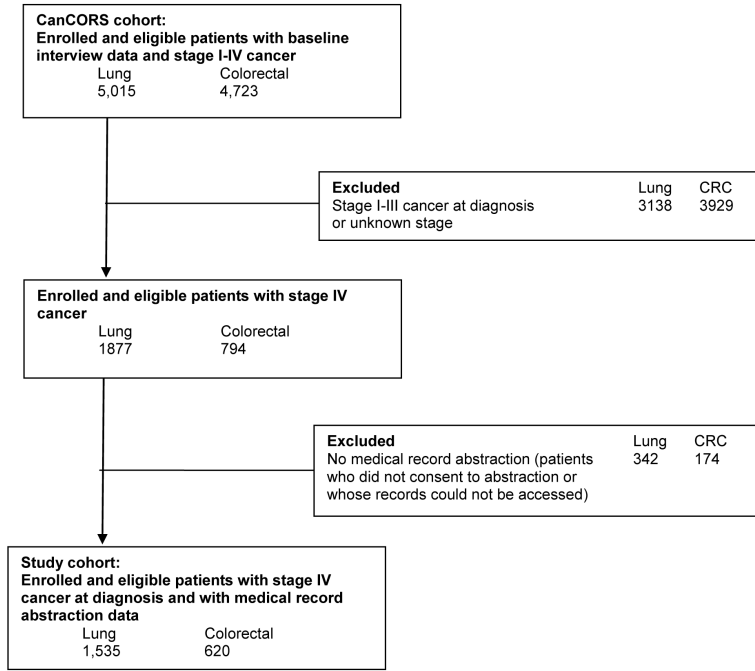 CanCORS cohort:
Enrolled and eligible patients with baseline
interview data and stage I-IV cancer
Lung Colorectal
5,015 4,723
Excluded Lung CRC
Stage I-III cancer at diagnosis 3138 3929
or unknown stage
Enrolled and eligible patients with stage IV
cancer
Lung Colorectal
1877 794
Excluded Lung CRC
No medical record abstraction (patients 342 174
who did not consent to abstraction or
whose records could not be accessed)
Study cohort:
Enrolled and eligible patients with stage IV
cancer at diagnosis and with medical record
abstraction data
Lung Colorectal
1,535 620